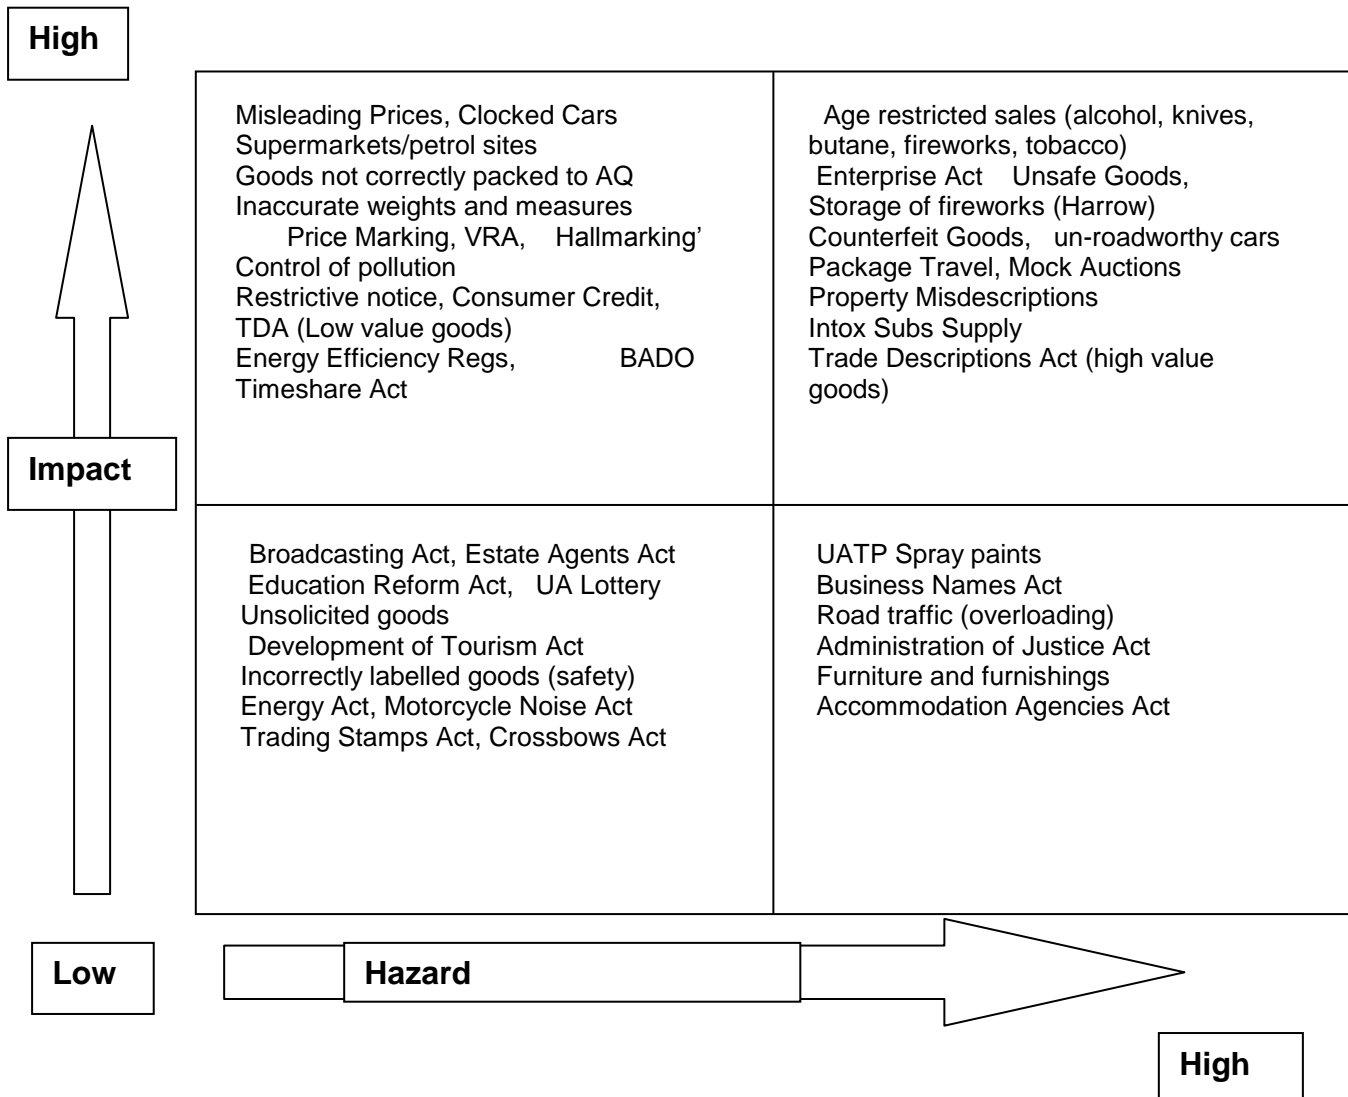 High
Misleading Prices, Clocked Cars
Supermarkets/petrol sites
Goods not correctly packed to AQ
Inaccurate weights and measures
Price Marking, VRA, Hallmarking’
Control of pollution
Restrictive notice, Consumer Credit,
TDA (Low value goods)
Energy Efficiency Regs, BADO
Timeshare Act
Age restricted sales (alcohol, knives,
butane, fireworks, tobacco)
Enterprise Act Unsafe Goods,
Storage of fireworks (Harrow)
Counterfeit Goods, un-roadworthy cars
Package Travel, Mock Auctions
Property Misdescriptions
Intox Subs Supply
Trade Descriptions Act (high value
goods)
Impact
Broadcasting Act, Estate Agents Act
Education Reform Act, UA Lottery
Unsolicited goods
Development of Tourism Act
Incorrectly labelled goods (safety)
Energy Act, Motorcycle Noise Act
Trading Stamps Act, Crossbows Act
UATP Spray paints
Business Names Act
Road traffic (overloading)
Administration of Justice Act
Furniture and furnishings
Accommodation Agencies Act
Low
Hazard
High